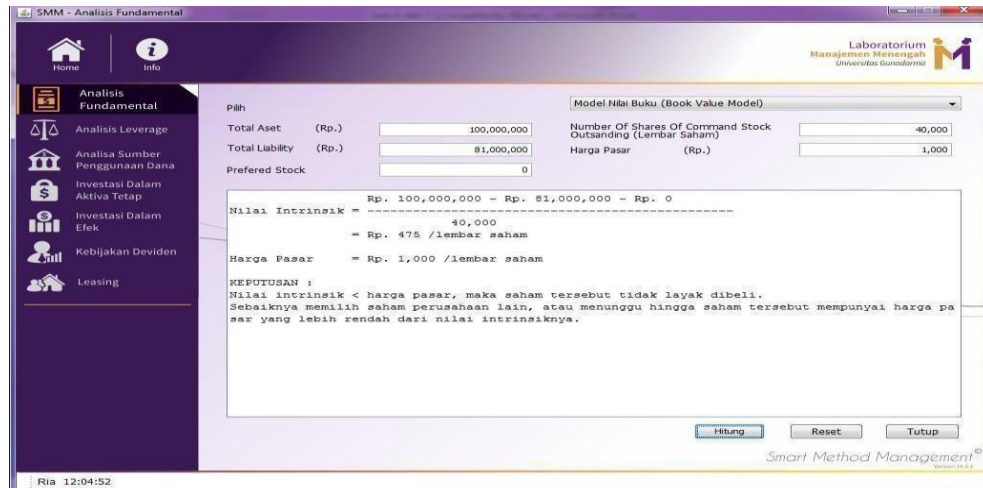 SMM - Analisis Fundamental
Home
Info
Laboratorium
Manajemen Menengah
Universitas Gunadarma
Analisis
Fundamental
Analisis Leverage
Analisa Sumber
Penggunaan Dana
Investasi Dalam
Aktiva Tetap
Investasi Dalam
Efek
Kebijakan Deviden
Leasing
Pilih
Model Nilai Buku (Book Value Model)
Total Aset (Rp.) 100,000,000
Number Of Shares Of Command Stock
Outsanding (Lembar Saham) 40,000
Total Liability (Rp.) 81,000,000
Harga Pasar (Rp.) 1,000
Prefered Stock 0
Rp. 100,000,000 - Rp. 81,000,000 - Rp. 0
Nilai Intrinsik = --------------------------------------------------
40,000
= Rp. 475 /lembar saham
Harga Pasar = Rp. 1,000 /lembar saham
KEPUTUSAN :
Nilai intrinsik < harga pasar, maka saham tersebut tidak layak dibeli.
Sebaiknya memilih saham perusahaan lain, atau menunggu hingga saham tersebut mempunyai harga pa
sar yang lebih rendah dari nilai intrinsiknya.
Hitung
Reset
Tutup
Smart Method Management©
Ria 12:04:52